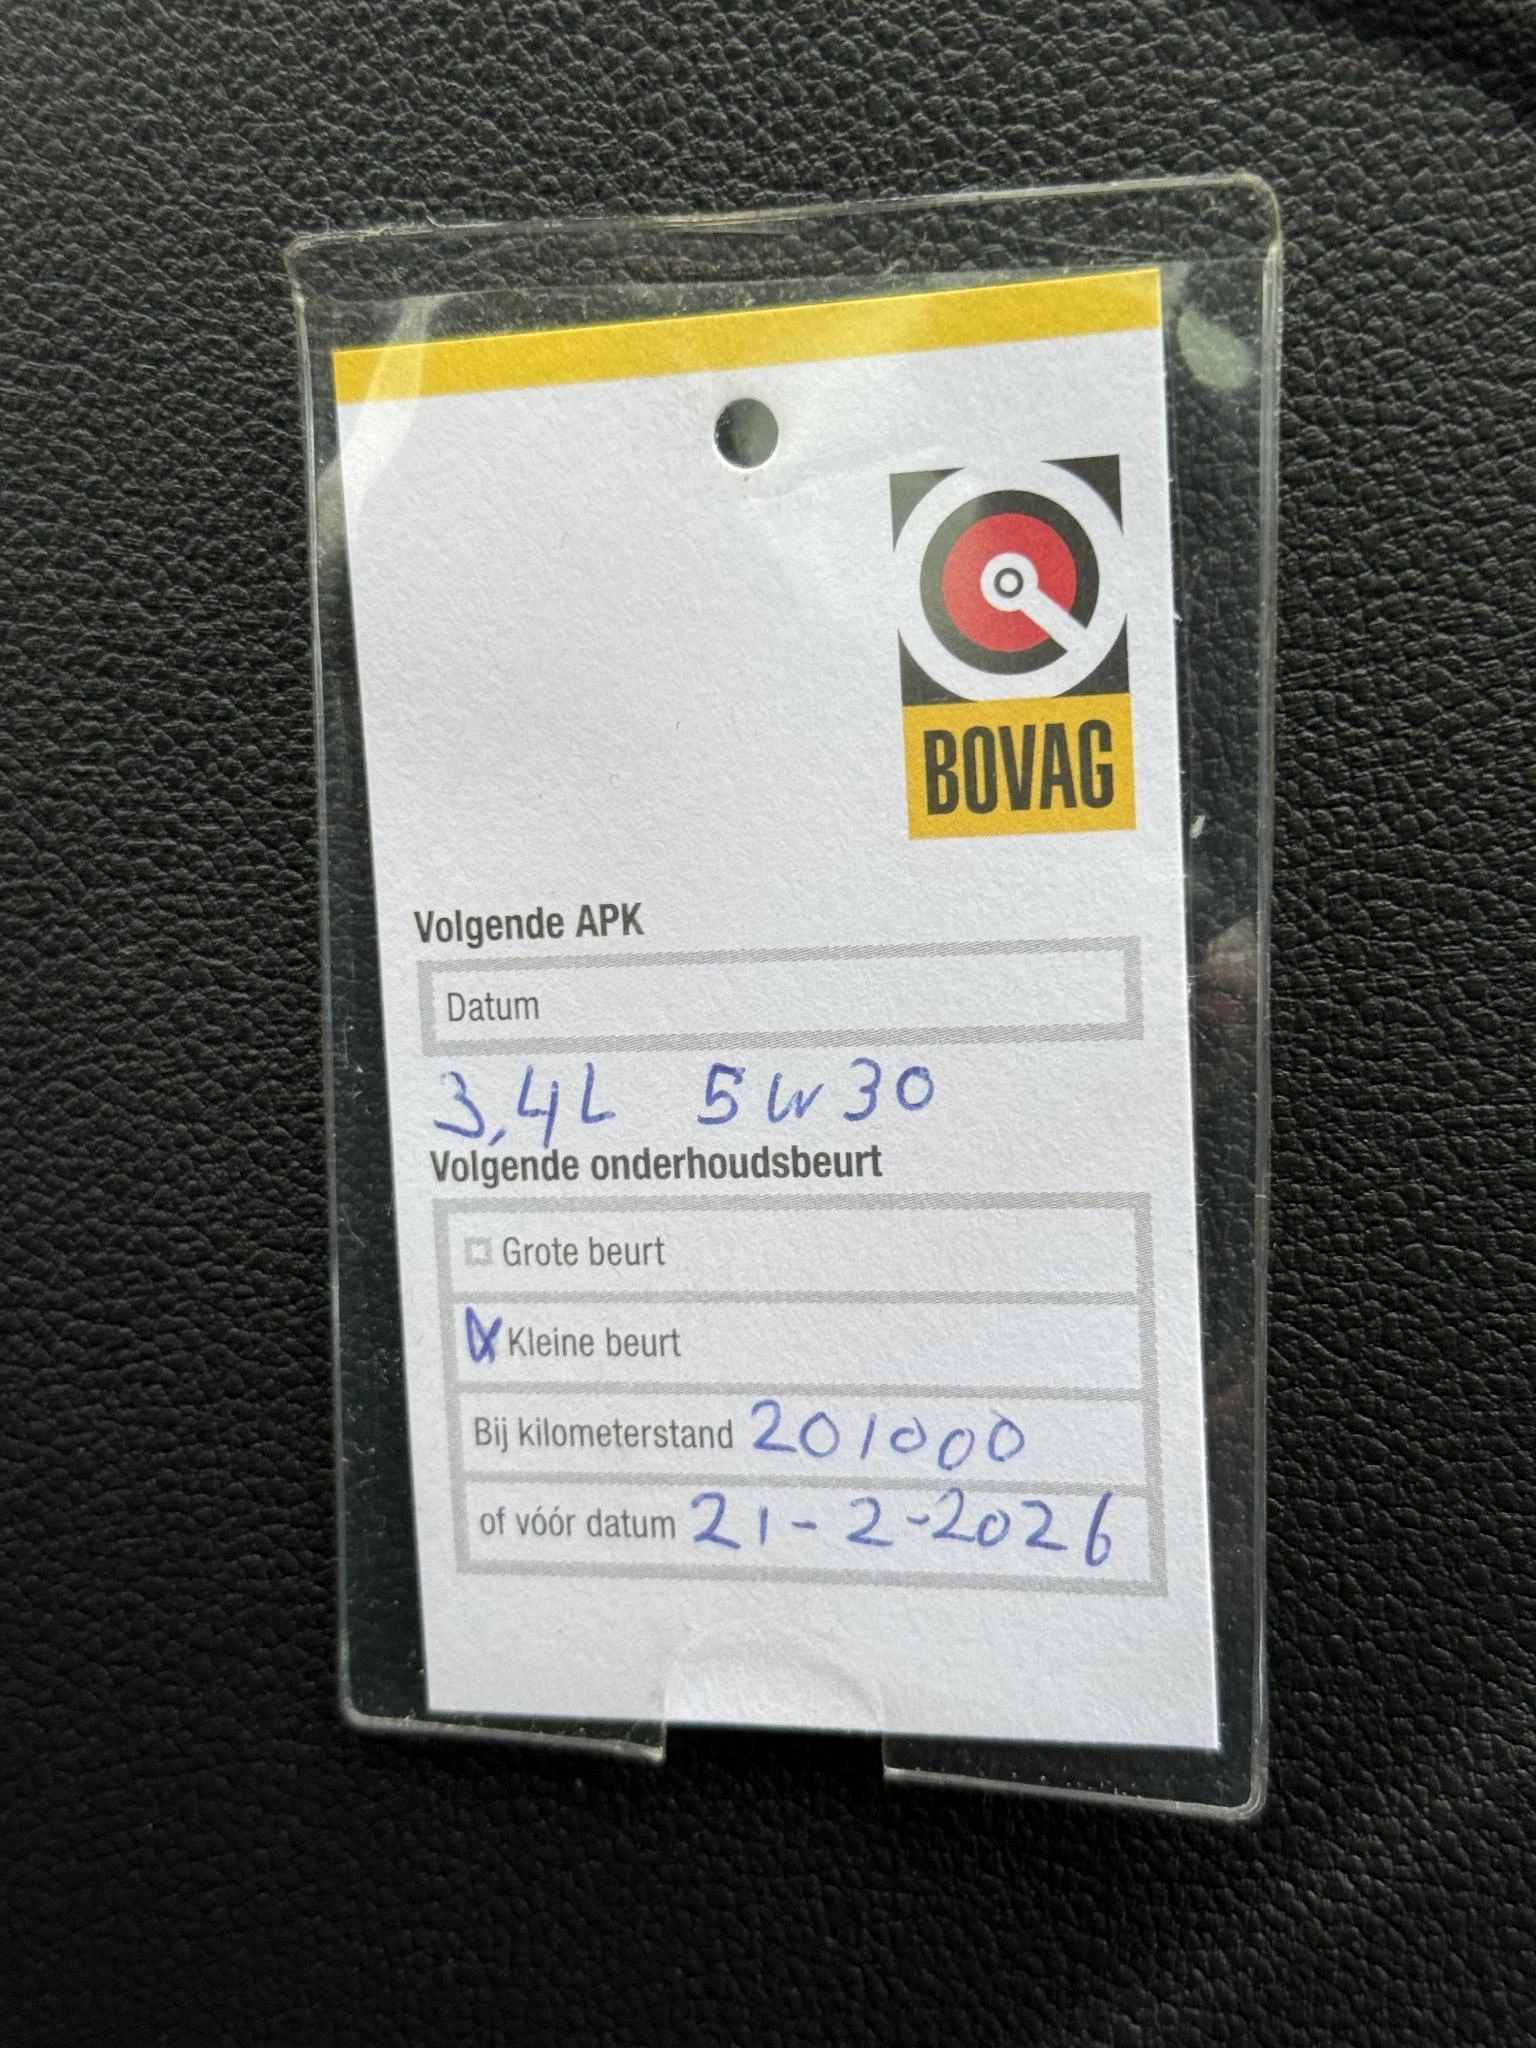 BOVAG
Volgende APK
Datum
3,4L 5W30
Volgende onderhoudsbeurt
Grote beurt
Kleine beurt
Bij kilometerstand 201000
of vóór datum 21-2-2026